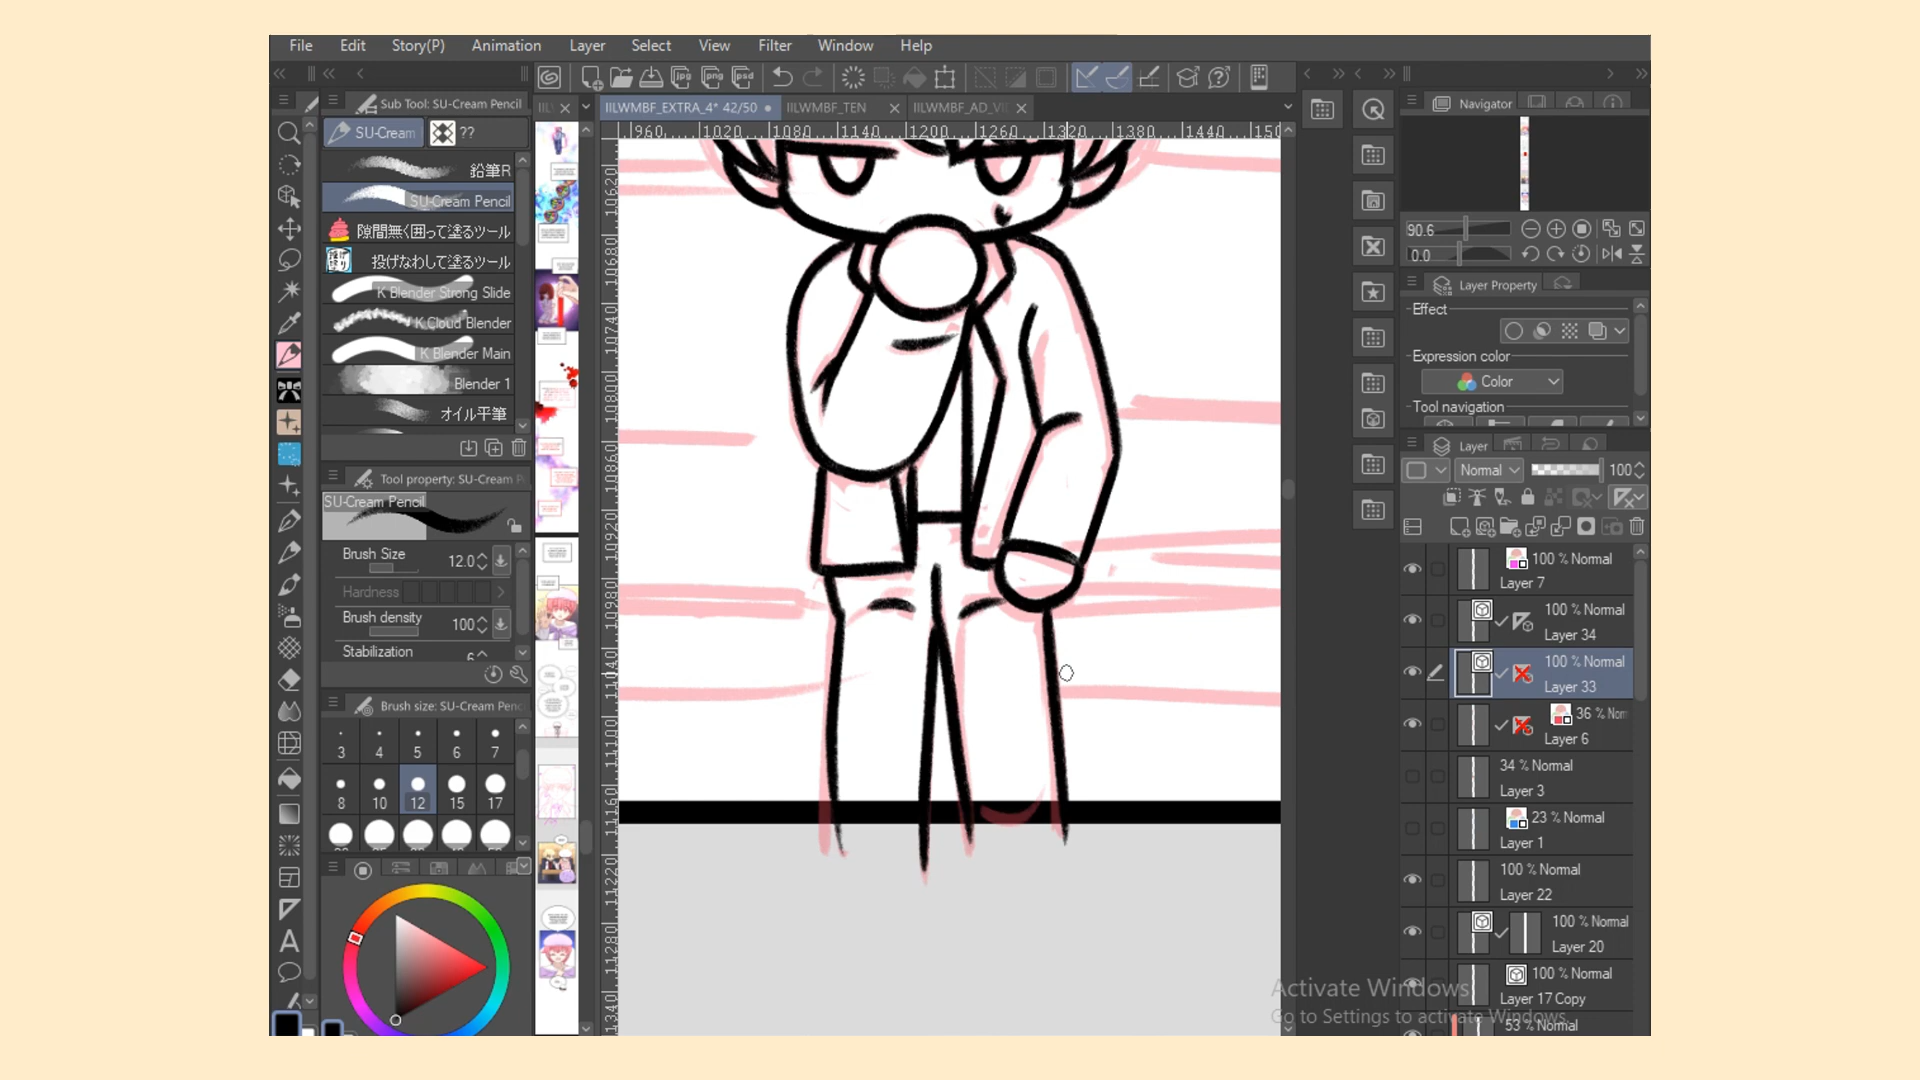 File Edit Story(P) Animation Layer Select View Filter Window Help
Sub Tool: SU-Cream Pencil
SU-Cream ??
鉛筆R
SU-Cream Pencil
隙間無く囲って塗るツール
投げなわして塗るツール
K Blender Strong Slide
K Cloud Blender
K Blender Main
Blender 1
オイル平筆
Tool property: SU-Cream P
SU-Cream Pencil
Brush Size 12.0
Hardness
Brush density 100
Stabilization 6
Brush size: SU-Cream Penc
3 4 5 6 7
8 10 12 15 17
IILWMBF_EXTRA_4* 42/50 IILWMBF_TEN IILWMBF_AD_VI
960 1020 1080 1140 1200 1260 1320 1380 1440 150
10620
10680
10740
10800
10860
10920
10980
11040
11100
11160
11220
11280
11340
Navigator
90.6
0.0
Layer Property
Effect
Expression color
Color
Tool navigation
Layer
Normal 100
100 % Normal
Layer 7
100 % Normal
Layer 34
100 % Normal
Layer 33
36 % Nor
Layer 6
34 % Normal
Layer 3
23 % Normal
Layer 1
100 % Normal
Layer 22
100 % Normal
Layer 20
100 % Normal
Layer 17 Copy
53 % Normal
Activate Windows
Go to Settings to activate Windows.